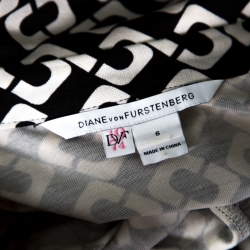 DIANE VON FURSTENBERG
DVF
6
MADE IN CHINA